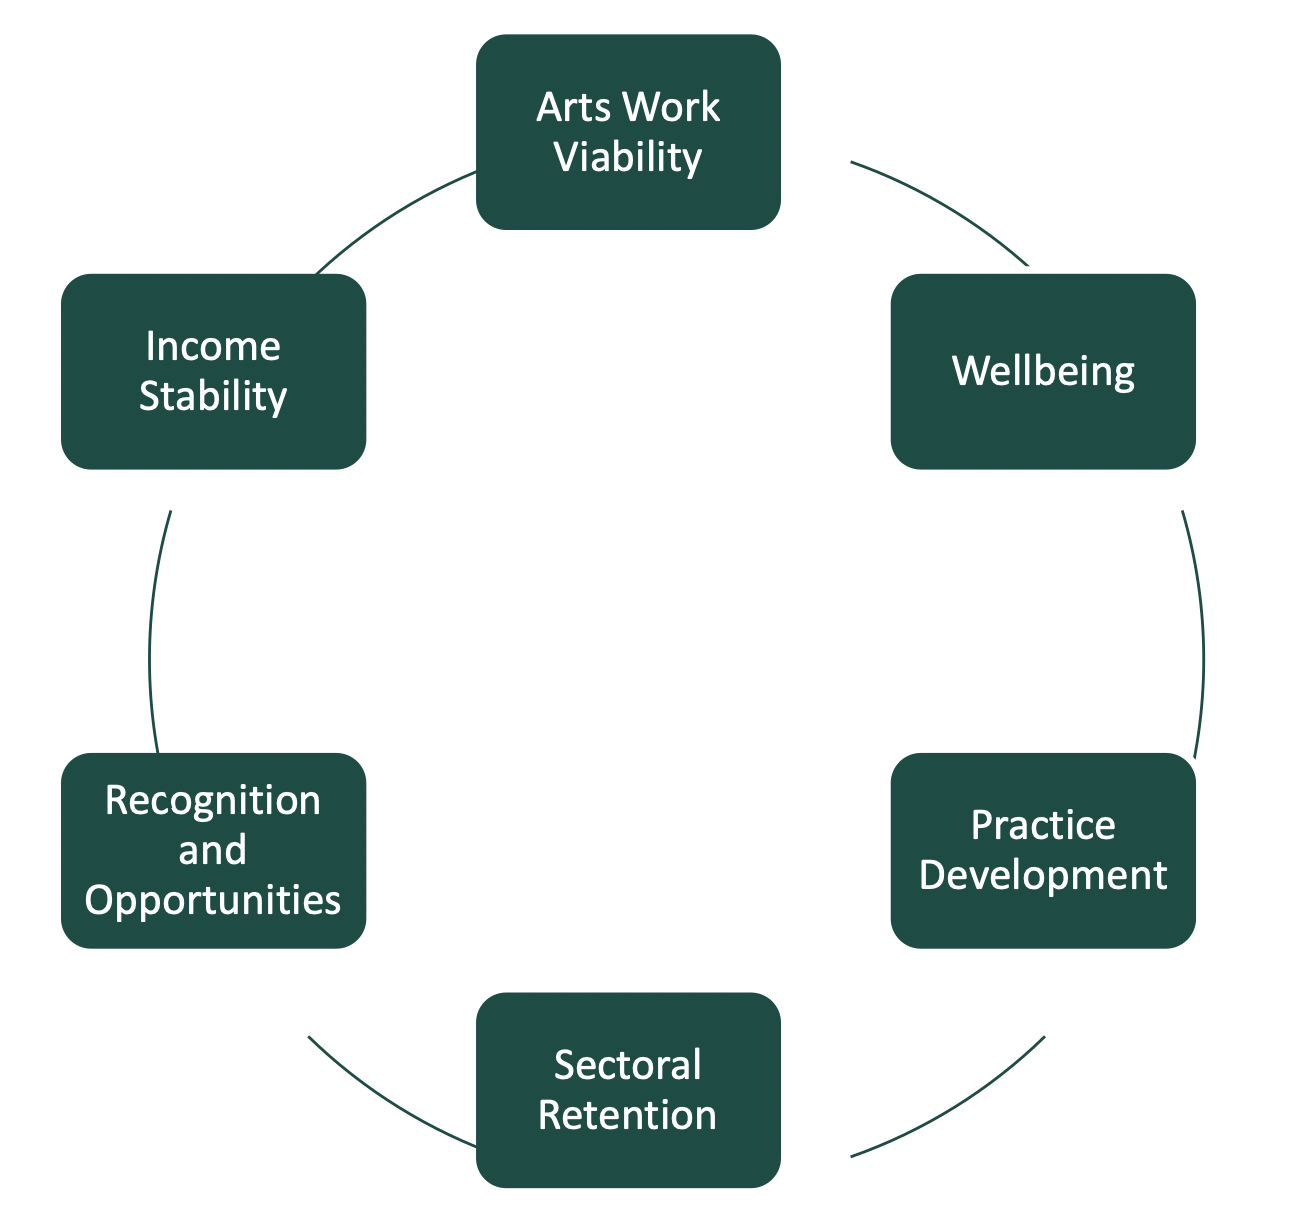 Arts Work
Viability
Income
Stability
Wellbeing
Recognition
and
Opportunities
Practice
Development
Sectoral
Retention